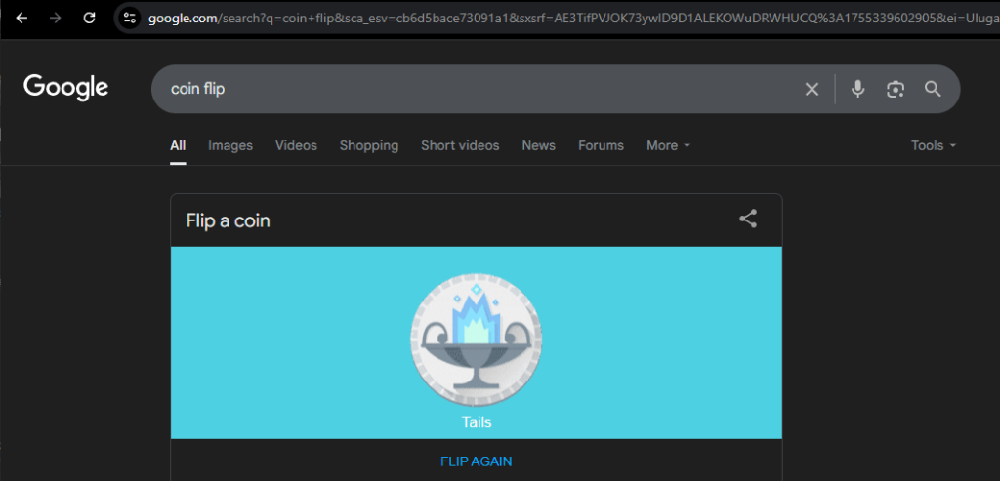 google.com/search?q=coin+flip&sca_esv=cb6d5bace73091a1&sxsrf=AE3TifPVJOK73ywID9D1ALEKOWuDRWHUCQ%3A1755339602905&ei=Uluga
Google
coin flip
All Images Videos Shopping Short videos News Forums More Tools
Flip a coin
Tails
FLIP AGAIN